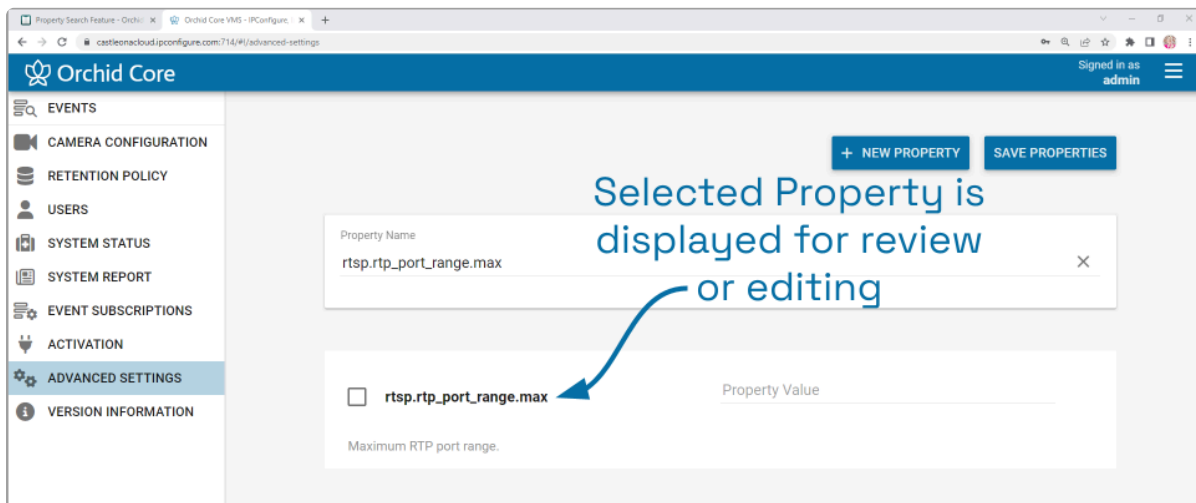 Property Search Feature - Orchid
Orchid Core VMS - IPConfigure,
castleonacloud.ipconfigure.com:714/#!/advanced-settings
Orchid Core
Signed in as
admin
EVENTS
CAMERA CONFIGURATION
RETENTION POLICY
USERS
SYSTEM STATUS
SYSTEM REPORT
EVENT SUBSCRIPTIONS
ACTIVATION
ADVANCED SETTINGS
VERSION INFORMATION
+ NEW PROPERTY
SAVE PROPERTIES
Selected Property is
displayed for review
or editing
Property Name
rtsp.rtp_port_range.max
rtsp.rtp_port_range.max
Property Value
Maximum RTP port range.